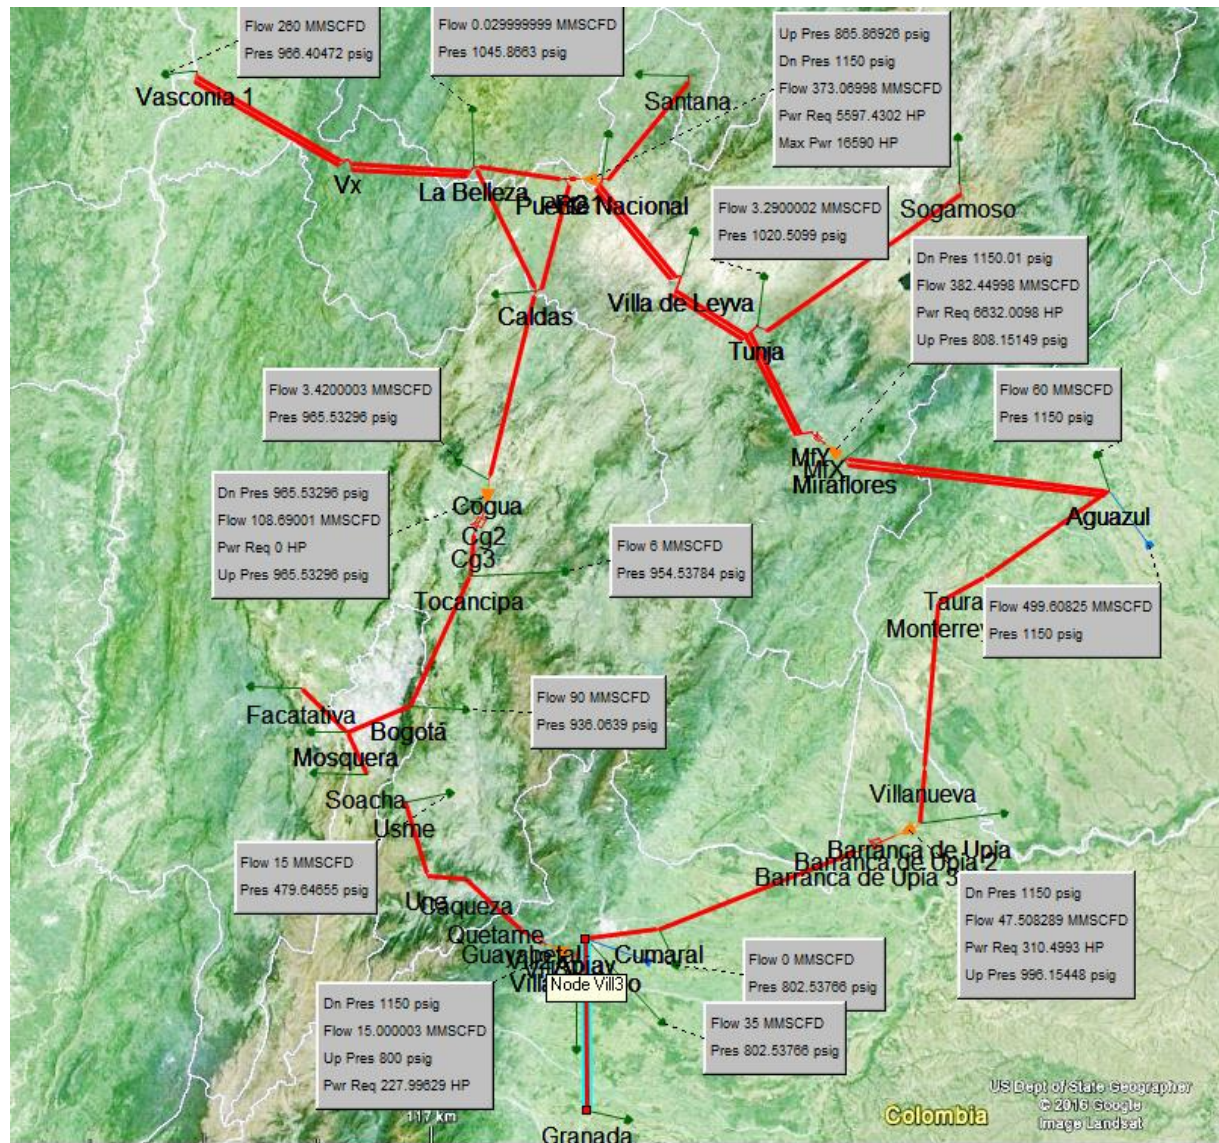 Flow 260 MMSCFD
Pres 966.40472 psig
Flow 0.029999999 MMSCFD
Pres 1045.8663 psig
Up Pres 865.86926 psig
Dn Pres 1150 psig
Flow 373.06998 MMSCFD
Pwr Req 5597.4302 HP
Max Pwr 16590 HP
Vasconia 1
Santana
Vx
La Belleza
Nacional
Sogamoso
Flow 3.2900002 MMSCFD
Pres 1020.5099 psig
Dn Pres 1150.01 psig
Flow 382.44998 MMSCFD
Pwr Req 6632.0098 HP
Up Pres 808.15149 psig
Villa de Leyva
Caldas
Tunja
Flow 3.4200003 MMSCFD
Pres 965.53296 psig
Flow 60 MMSCFD
Pres 1150 psig
MfY
MfX
Miraflores
Dn Pres 965.53296 psig
Flow 108.69001 MMSCFD
Pwr Req 0 HP
Up Pres 965.53296 psig
Cogua
Cg2
Cg3
Aguazul
Flow 6 MMSCFD
Pres 954.53784 psig
Tocancipa
Taura
Monterrey
Flow 499.60825 MMSCFD
Pres 1150 psig
Flow 90 MMSCFD
Pres 936.0639 psig
Facatativa
Bogotá
Mosquera
Soacha
Usme
Villanueva
Barranca de Upia
Barranca de Upia 2
Barranca de Upia 3
Flow 15 MMSCFD
Pres 479.64655 psig
Dn Pres 1150 psig
Flow 47.508289 MMSCFD
Pwr Req 310.4993 HP
Up Pres 996.15448 psig
Une
Caqueza
Quetame
Guayabetal
Cumaral
Apiay
Node Vill3
Flow 0 MMSCFD
Pres 802.53766 psig
Dn Pres 1150 psig
Flow 15.000003 MMSCFD
Up Pres 800 psig
Pwr Req 227.99629 HP
Flow 35 MMSCFD
Pres 802.53766 psig
117 km
Granada
Colombia
US Dept of State Geographer
© 2016 Google
Image Landsat